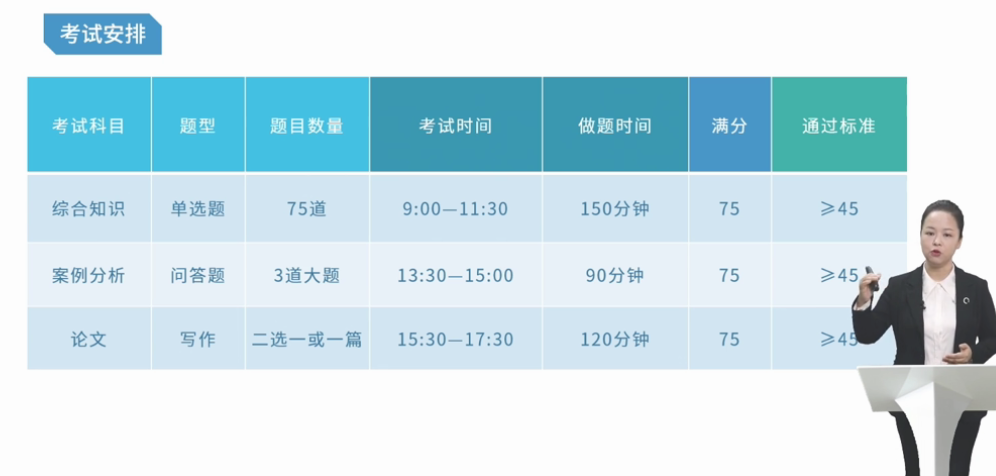 考试安排
考试科目 题型 题目数量 考试时间 做题时间 满分 通过标准
综合知识 单选题 75道 9:00—11:30 150分钟 75 ≥45
案例分析 问答题 3道大题 13:30—15:00 90分钟 75 ≥45
论文 写作 二选一或一篇 15:30—17:30 120分钟 75 ≥45